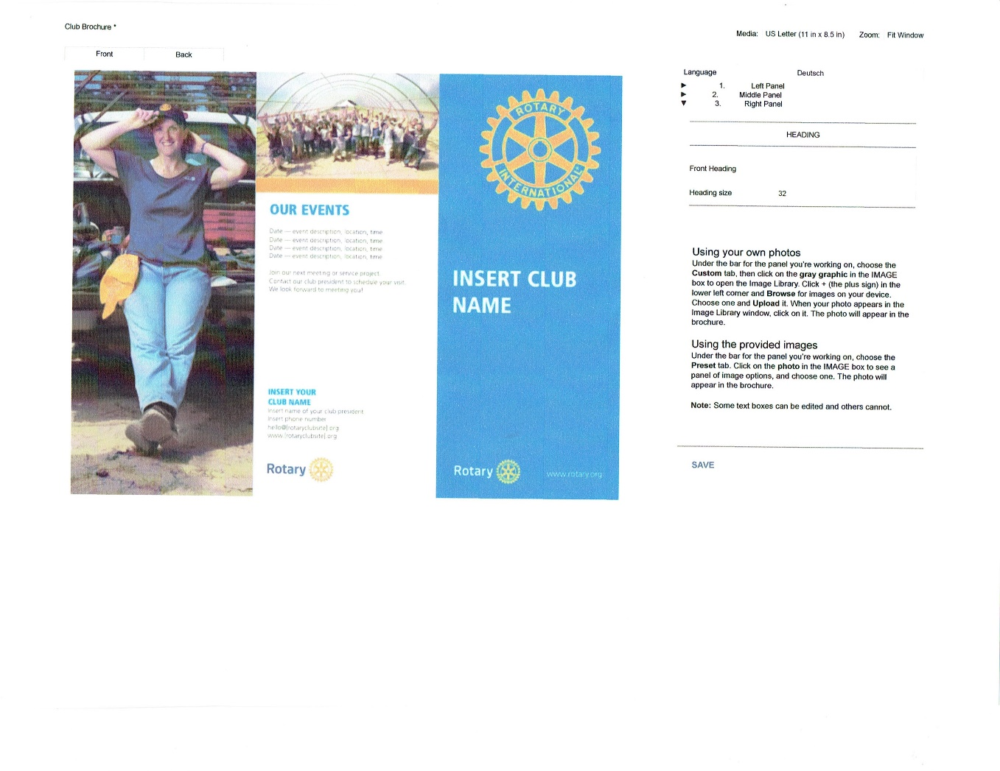 Club Brochure *
Media: US Letter (11 in x 8.5 in) Zoom: Fit Window
Front Back
ROTARY
INTERNATIONAL
OUR EVENTS
Date — event description, location, time
Date — event description, location, time
Date — event description, location, time
Date — event description, location, time
Join our next meeting or service project.
Contact our club president to schedule your visit.
We look forward to meeting you!
INSERT YOUR
CLUB NAME
Insert name of your club president
Insert phone number
hello@[rotaryclubsite].org
www.[rotaryclubsite].org
Rotary
INSERT CLUB
NAME
Rotary
www.rotary.org
Language Deutsch
1. Left Panel
2. Middle Panel
3. Right Panel
HEADING
Front Heading
Heading size 32
Using your own photos
Under the bar for the panel you're working on, choose the
Custom tab, then click on the gray graphic in the IMAGE
box to open the Image Library. Click + (the plus sign) in the
lower left corner and Browse for images on your device.
Choose one and Upload it. When your photo appears in the
Image Library window, click on it. The photo will appear in the
brochure.
Using the provided images
Under the bar for the panel you're working on, choose the
Preset tab. Click on the photo in the IMAGE box to see a
panel of image options, and choose one. The photo will
appear in the brochure.
Note: Some text boxes can be edited and others cannot.
SAVE